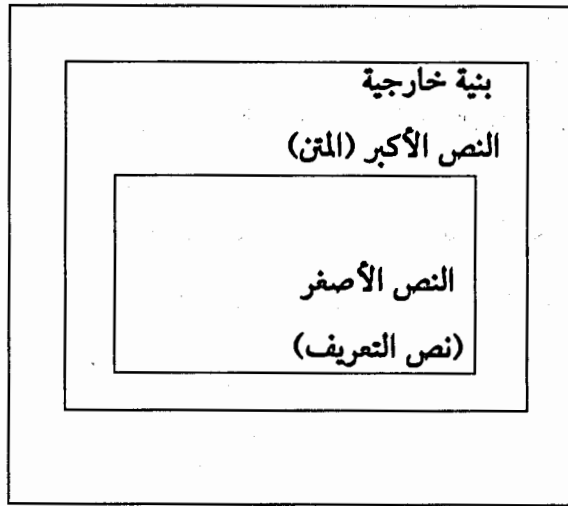 بنية خارجية
النص الأكبر (المتن)
النص الأصغر
(نص التعريف)